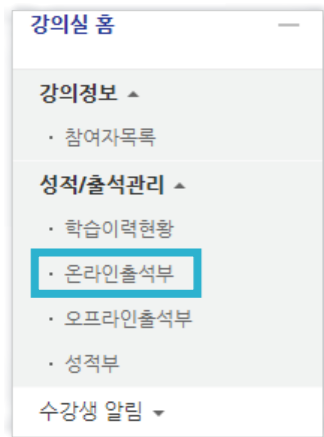 강의실 홈
강의정보 ▲
· 참여자목록
성적/출석관리 ▲
· 학습이력현황
· 온라인출석부
· 오프라인출석부
· 성적부
수강생 알림 ▼